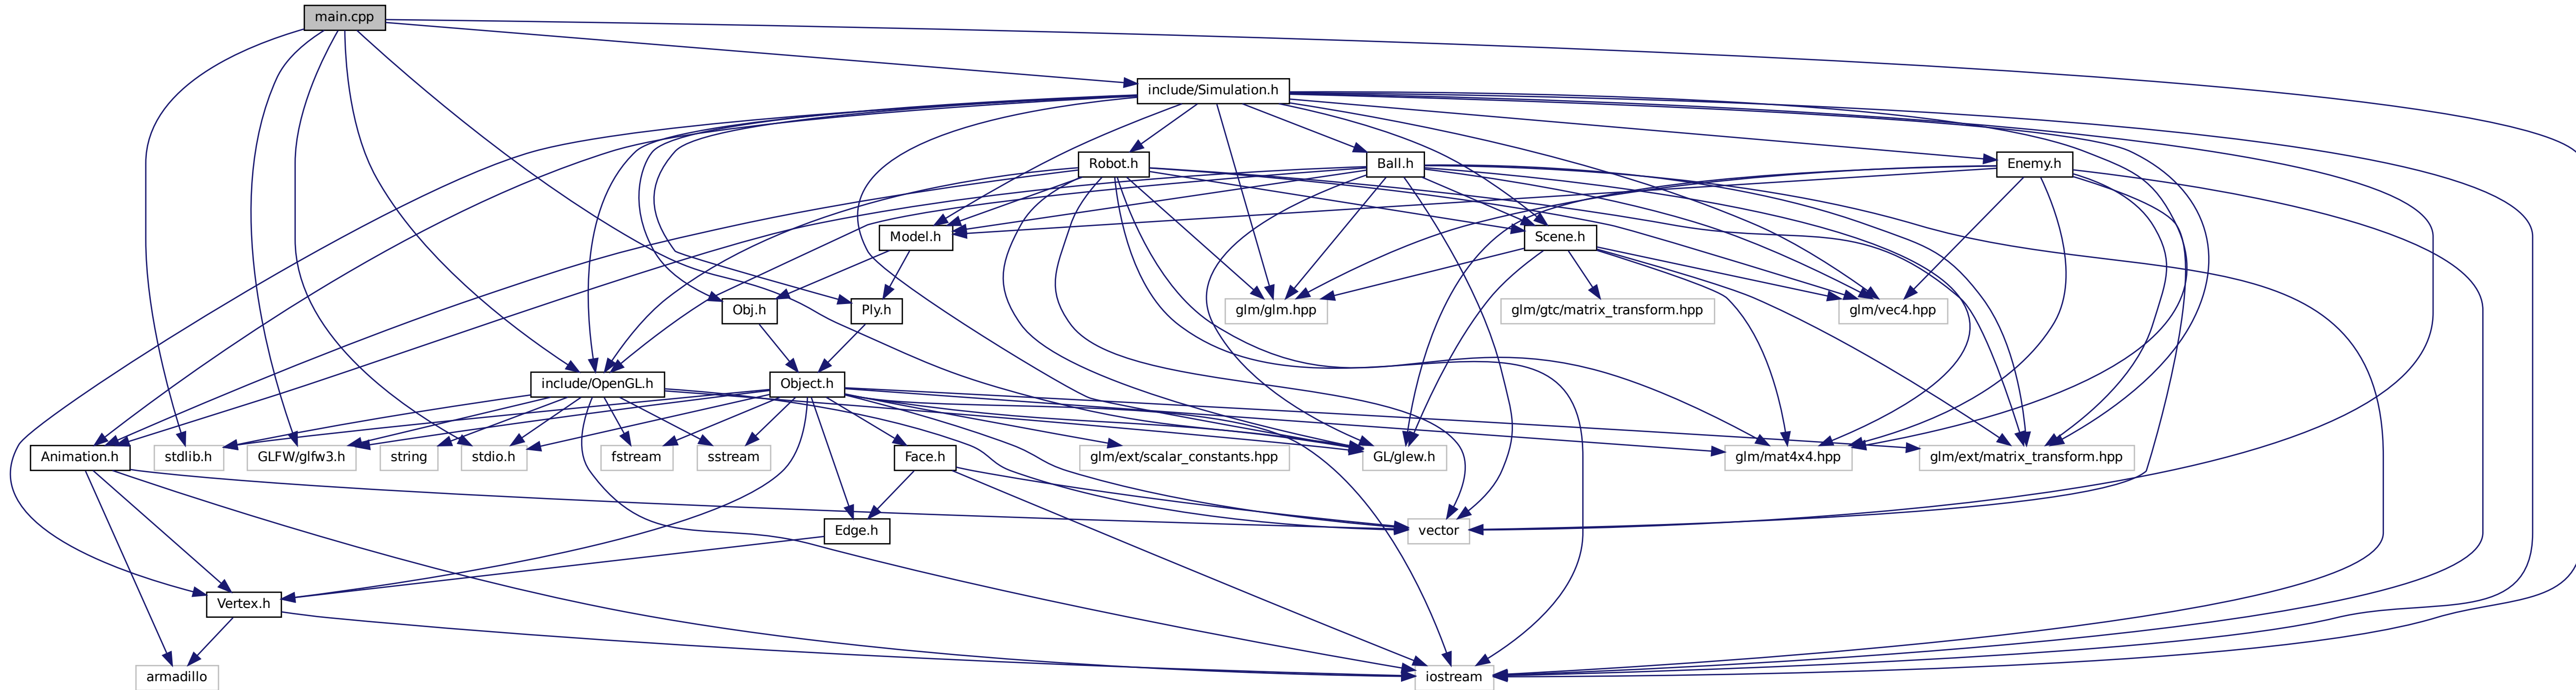 main.cpp
include/Simulation.h
Robot.h
Ball.h
Enemy.h
Model.h
Scene.h
Obj.h
Ply.h
glm/glm.hpp
glm/gtc/matrix_transform.hpp
glm/vec4.hpp
include/OpenGL.h
Object.h
Animation.h
stdlib.h
GLFW/glfw3.h
string
stdio.h
fstream
sstream
Face.h
glm/ext/scalar_constants.hpp
GL/glew.h
glm/mat4x4.hpp
glm/ext/matrix_transform.hpp
Edge.h
vector
Vertex.h
armadillo
iostream